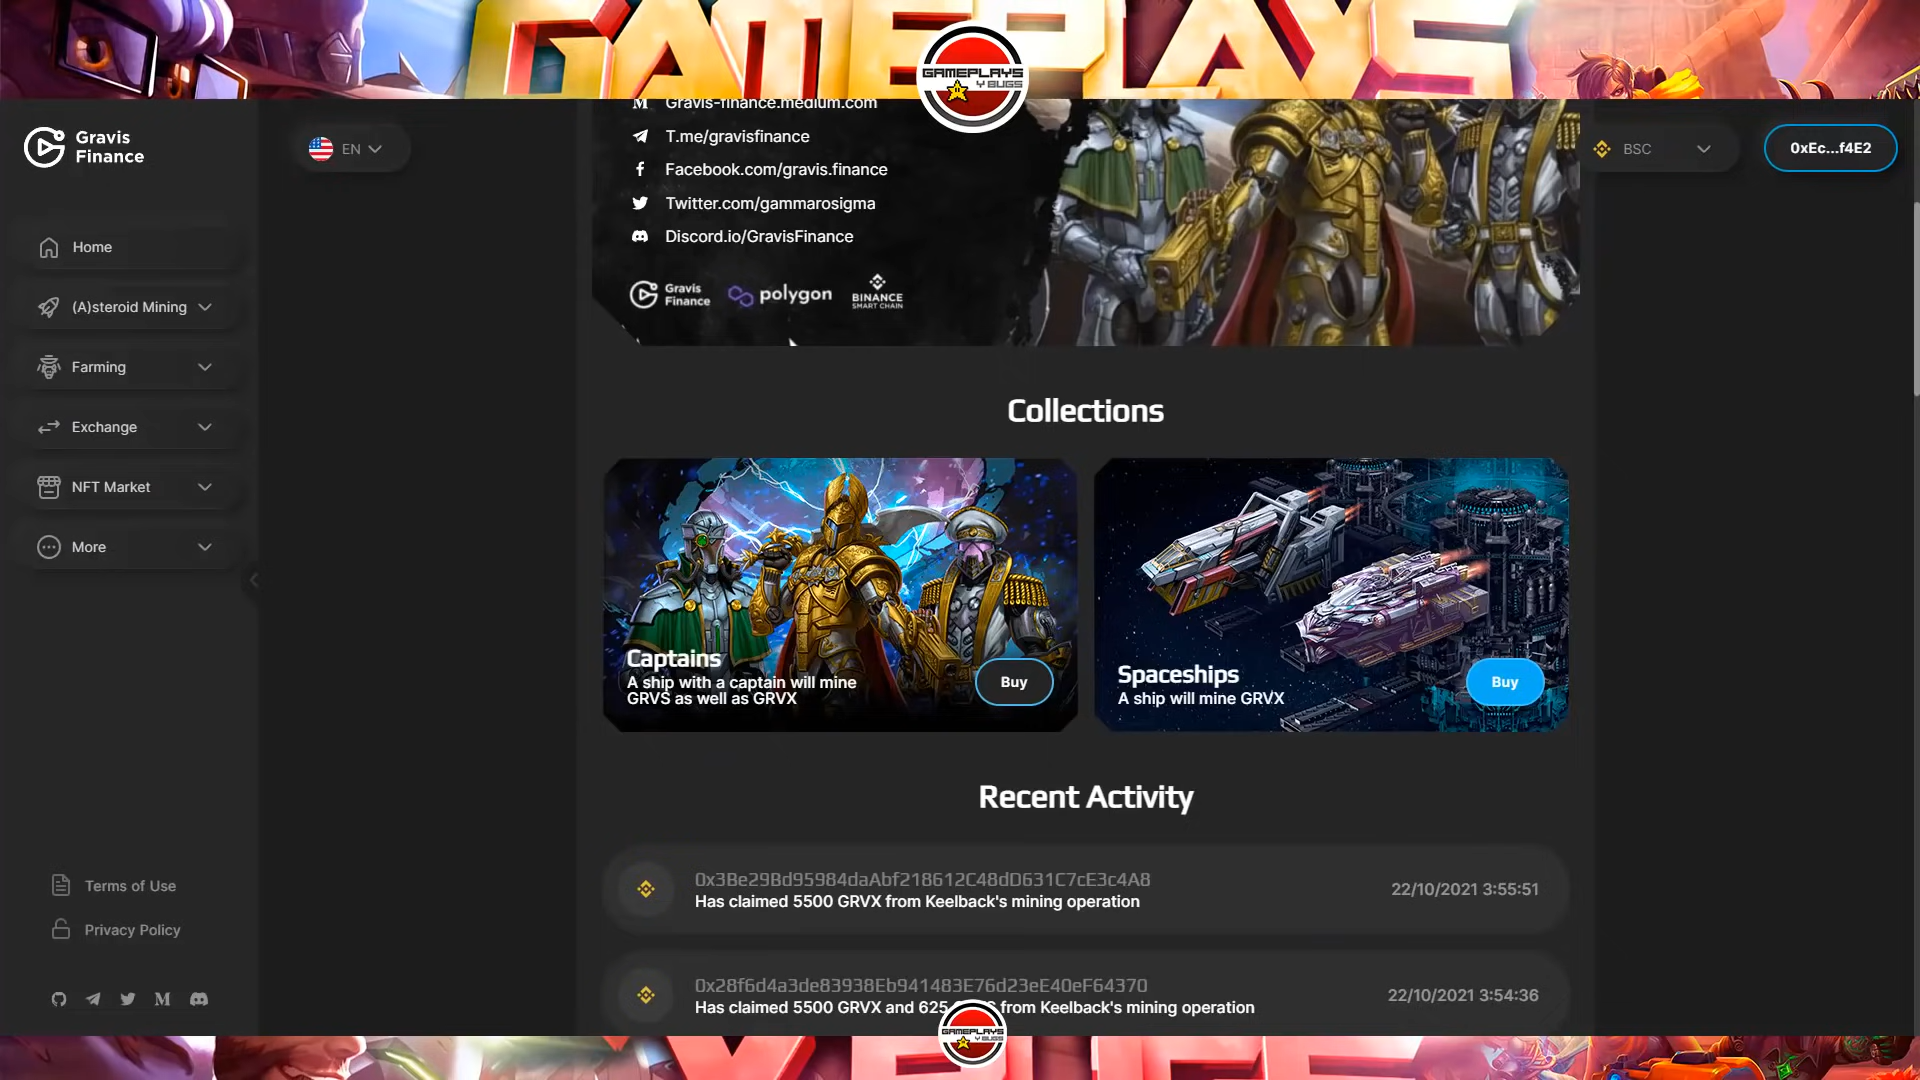 GAMEPLAYS
GAMEPLAYS
Y BUGS
Gravis
Finance
EN
Gravis-finance.medium.com
T.me/gravisfinance
Facebook.com/gravis.finance
Twitter.com/gammarosigma
Discord.io/GravisFinance
Gravis
Finance
polygon
BINANCE
SMART CHAIN
BSC
0xEc...f4E2
Home
(A)steroid Mining
Farming
Exchange
NFT Market
More
Collections
Captains
A ship with a captain will mine
GRVS as well as GRVX
Buy
Spaceships
A ship will mine GRVX
Buy
Recent Activity
0x3Be29Bd95984daAbf218612C48dD631C7cE3c4A8
Has claimed 5500 GRVX from Keelback's mining operation
22/10/2021 3:55:51
0x28f6d4a3de83938Eb941483E76d23eE40eF64370
Has claimed 5500 GRVX and 625 from Keelback's mining operation
22/10/2021 3:54:36
Terms of Use
Privacy Policy
GAMEPLAYS
Y BUGS